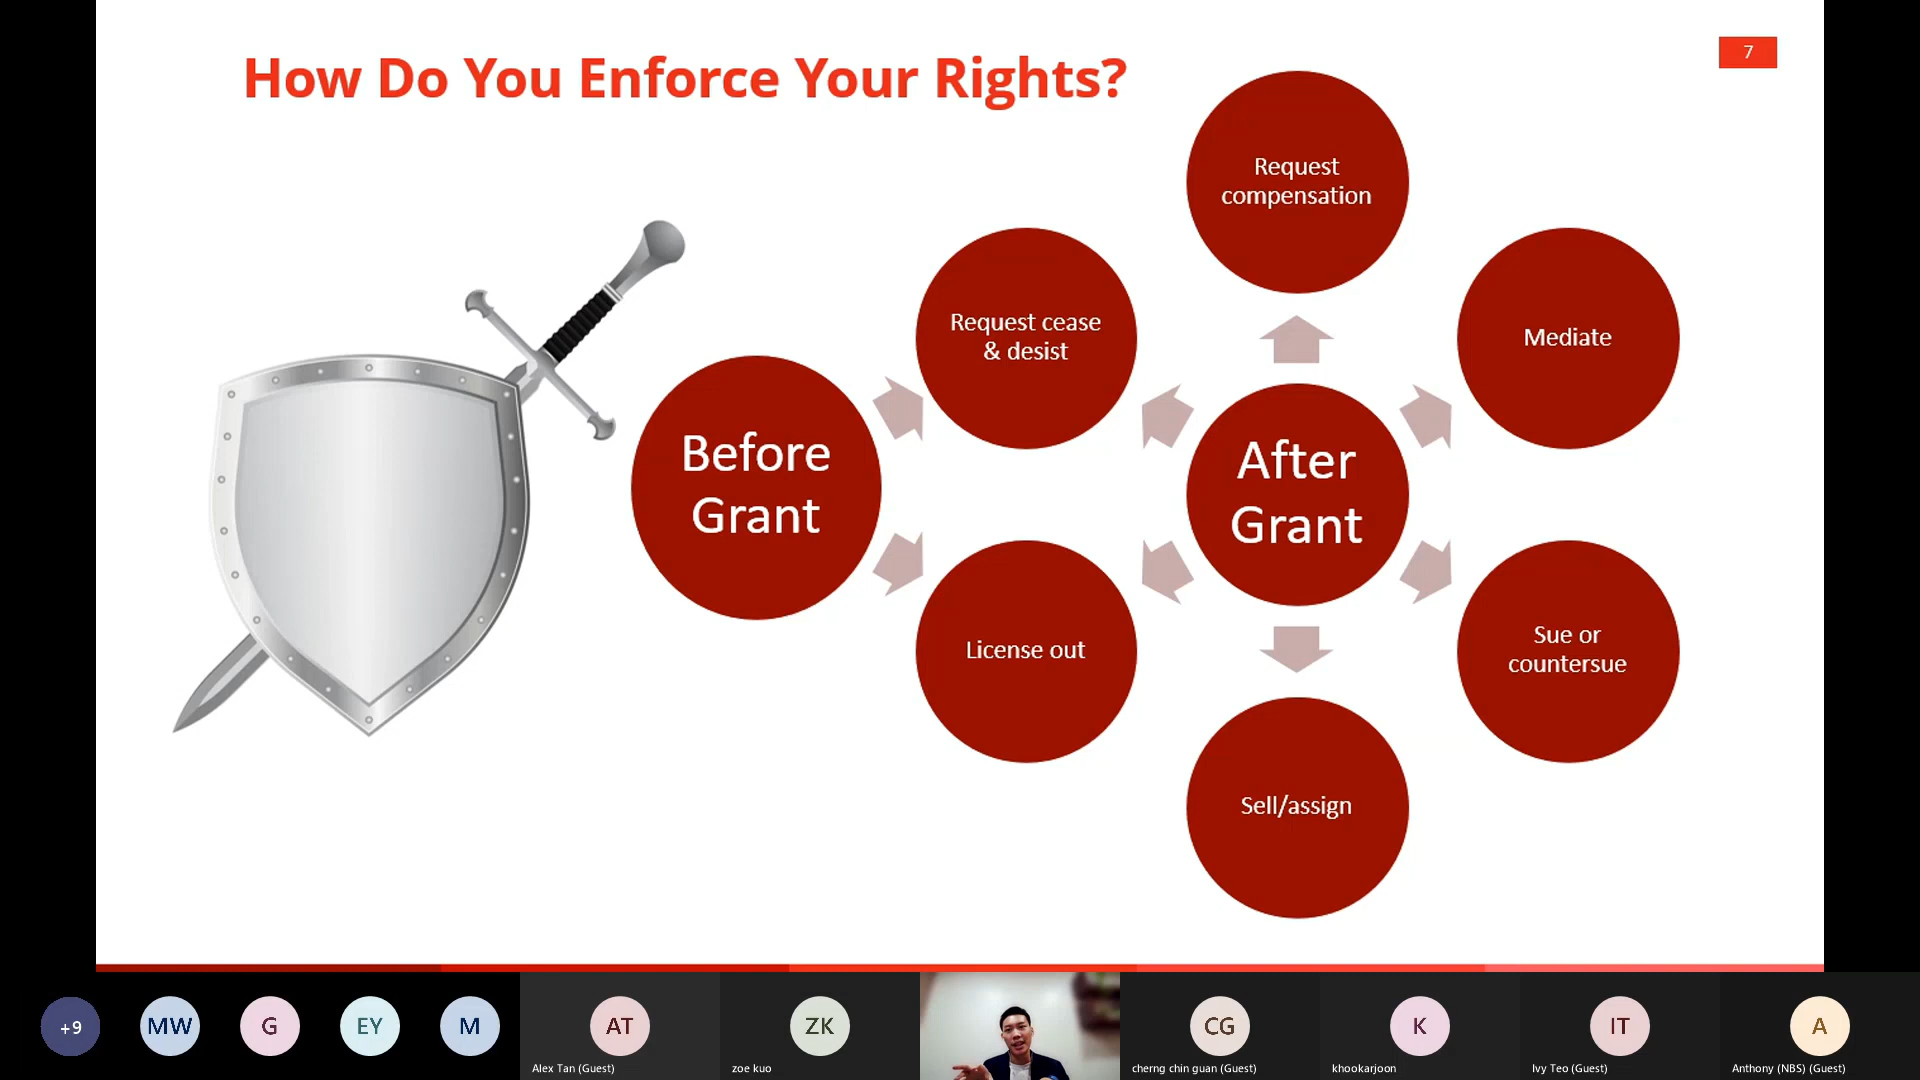 How Do You Enforce Your Rights?
7
Request
compensation
Request cease
& desist
Mediate
Before
Grant
After
Grant
License out
Sue or
countersue
Sell/assign
+9
MW
G
EY
M
AT
Alex Tan (Guest)
ZK
zoe kuo
CG
cherng chin guan (Guest)
K
khookarjoon
IT
Ivy Teo (Guest)
A
Anthony (NBS) (Guest)